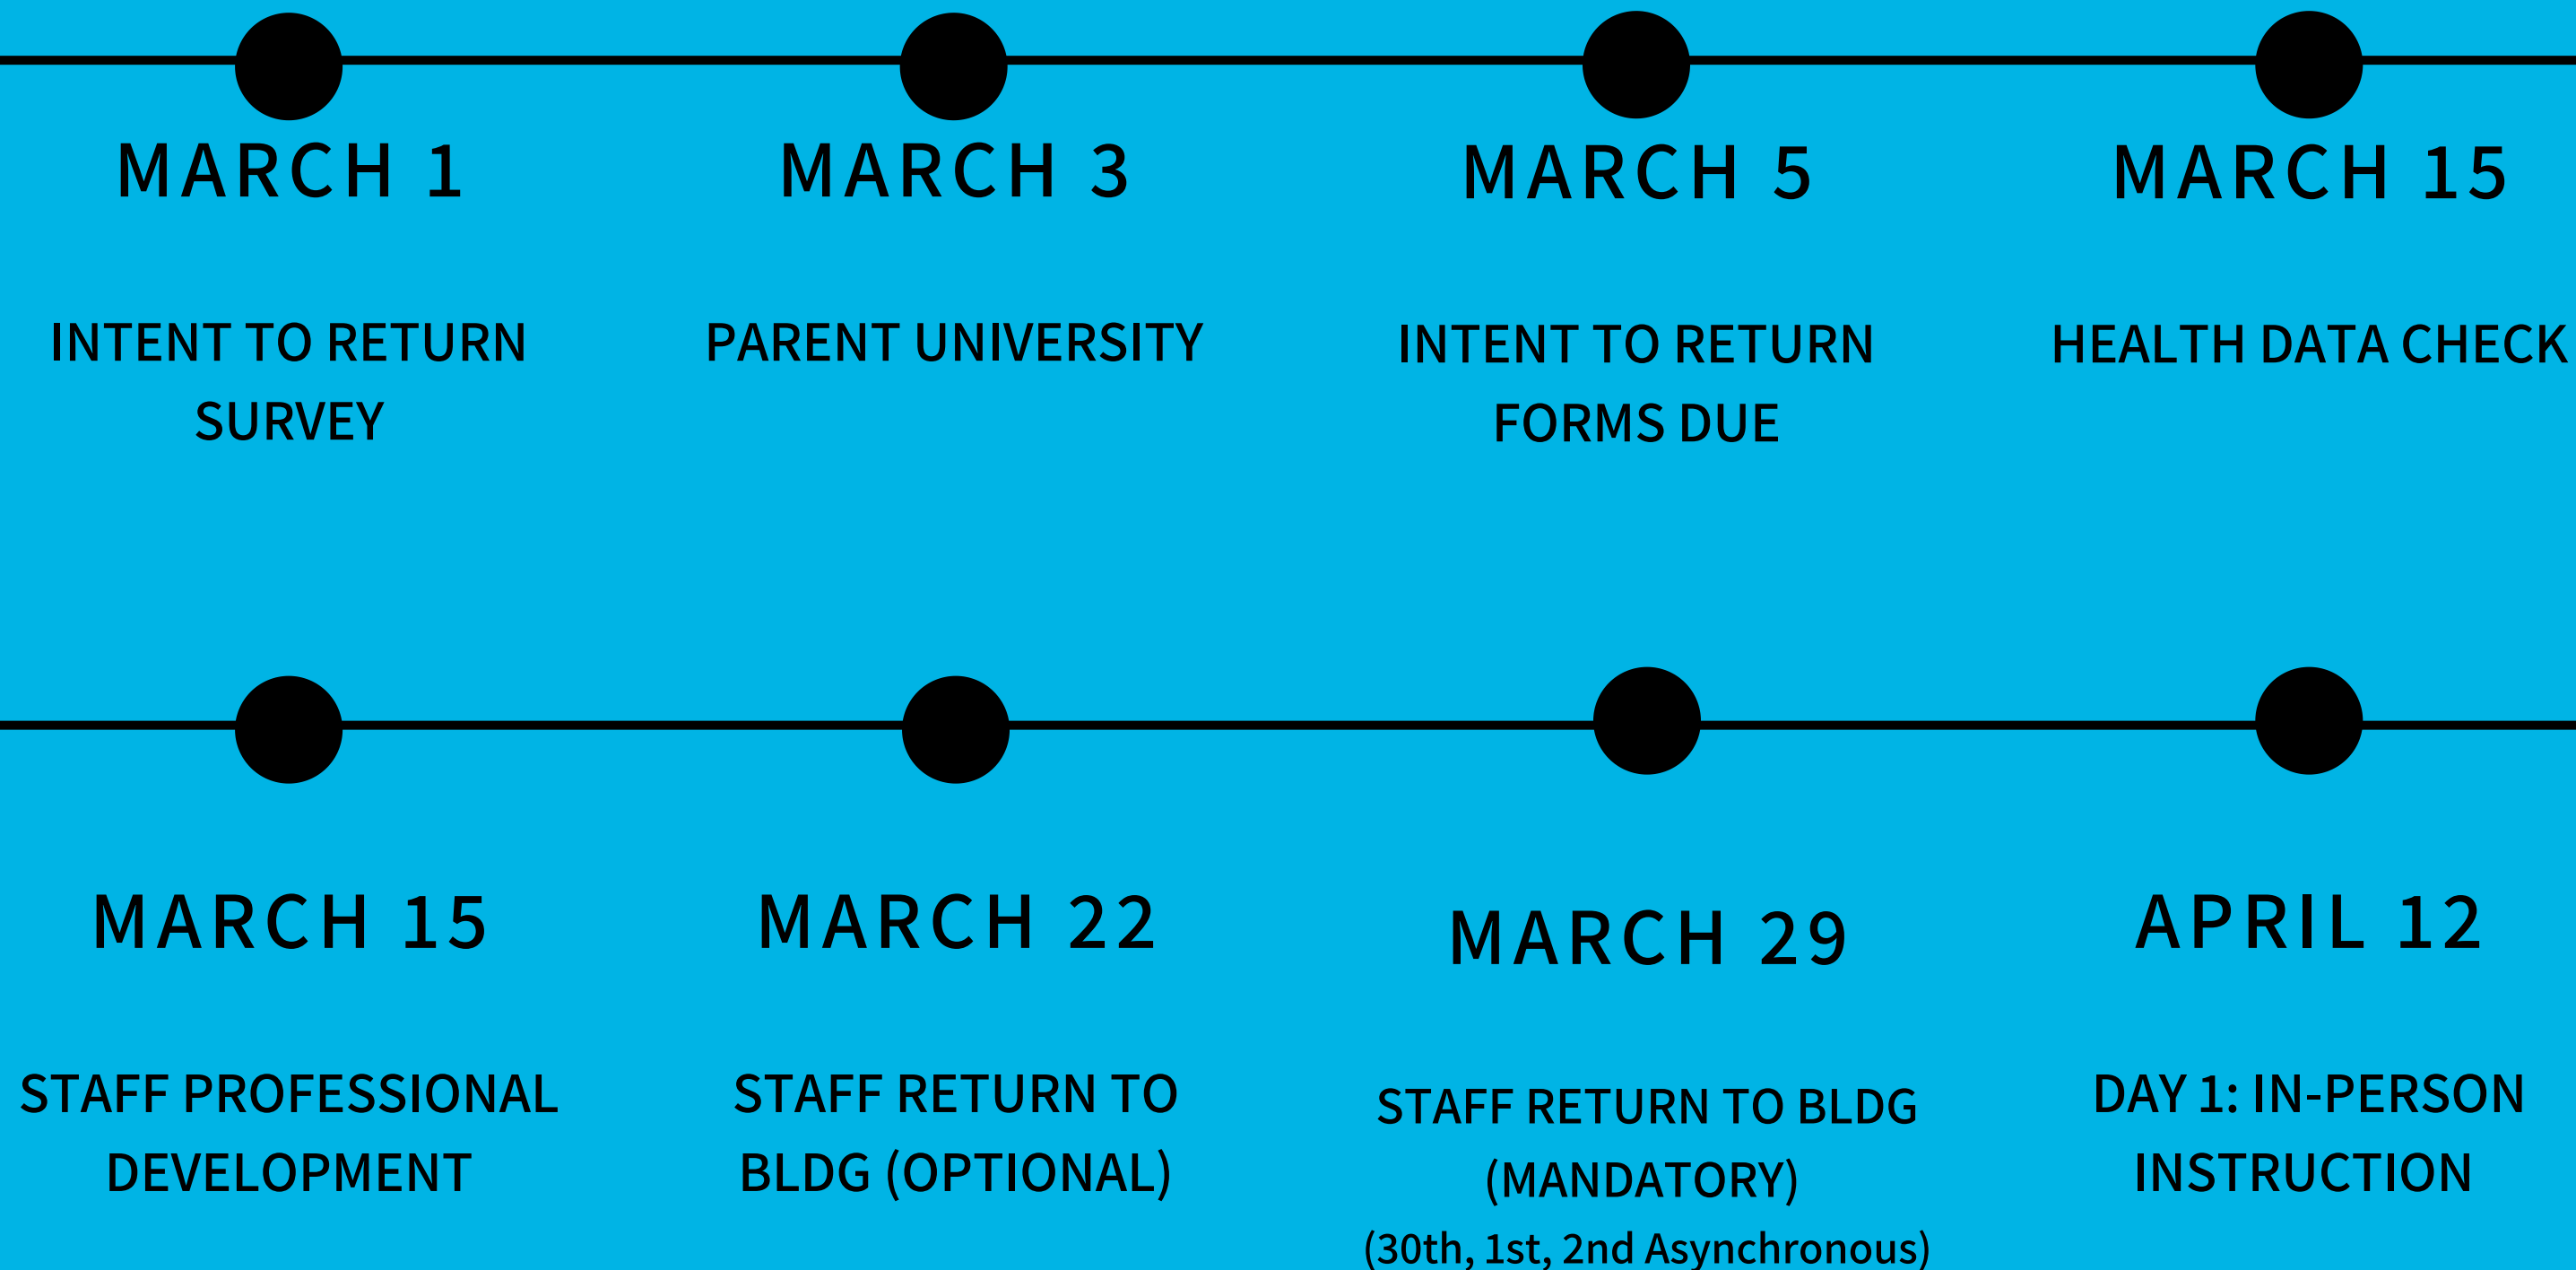 MARCH 1
INTENT TO RETURN
SURVEY
MARCH 3
PARENT UNIVERSITY
MARCH 5
INTENT TO RETURN
FORMS DUE
MARCH 15
HEALTH DATA CHECK
MARCH 15
STAFF PROFESSIONAL
DEVELOPMENT
MARCH 22
STAFF RETURN TO
BLDG (OPTIONAL)
MARCH 29
STAFF RETURN TO BLDG
(MANDATORY)
(30th, 1st, 2nd Asynchronous)
APRIL 12
DAY 1: IN-PERSON
INSTRUCTION